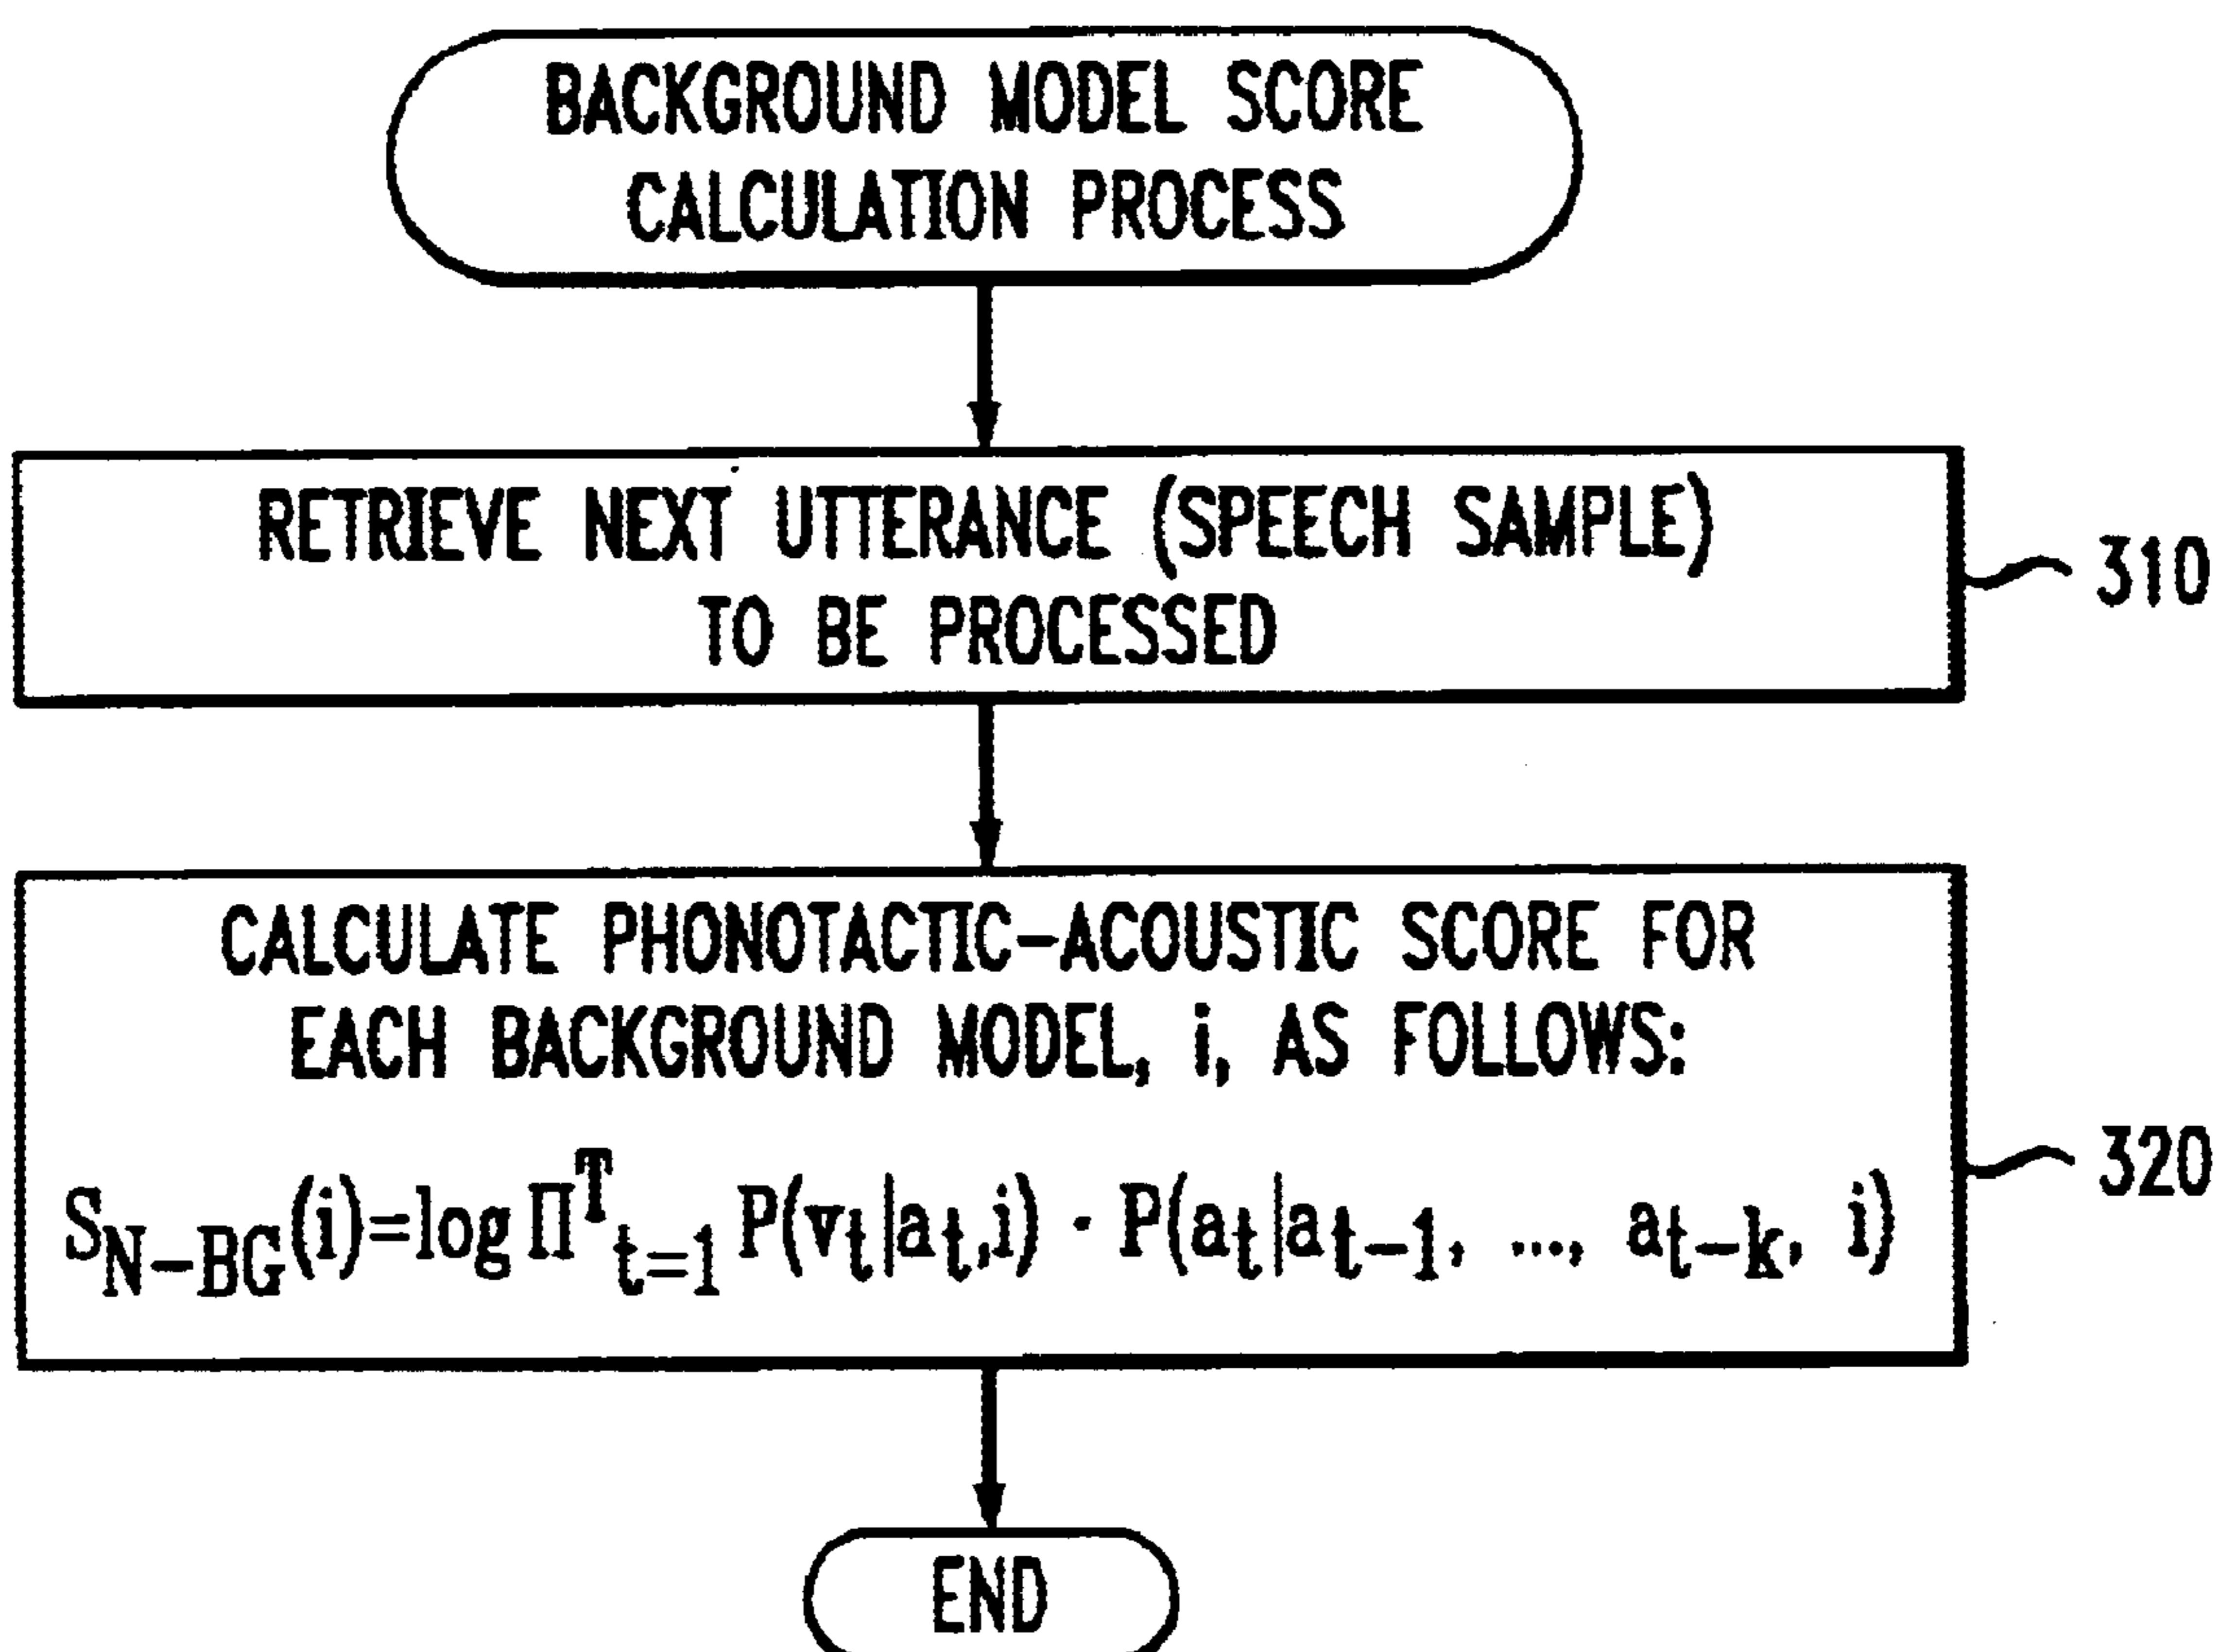 BACKGROUND MODEL SCORE
CALCULATION PROCESS
RETRIEVE NEXT UTTERANCE (SPEECH SAMPLE)
TO BE PROCESSED
310
CALCULATE PHONOTACTIC-ACOUSTIC SCORE FOR
EACH BACKGROUND MODEL, i, AS FOLLOWS:
S_{N-BG}(i)=log Π^T_{t=1} P(v_t|a_t,i) · P(a_t|a_{t-1}, ..., a_{t-k}, i)
320
END